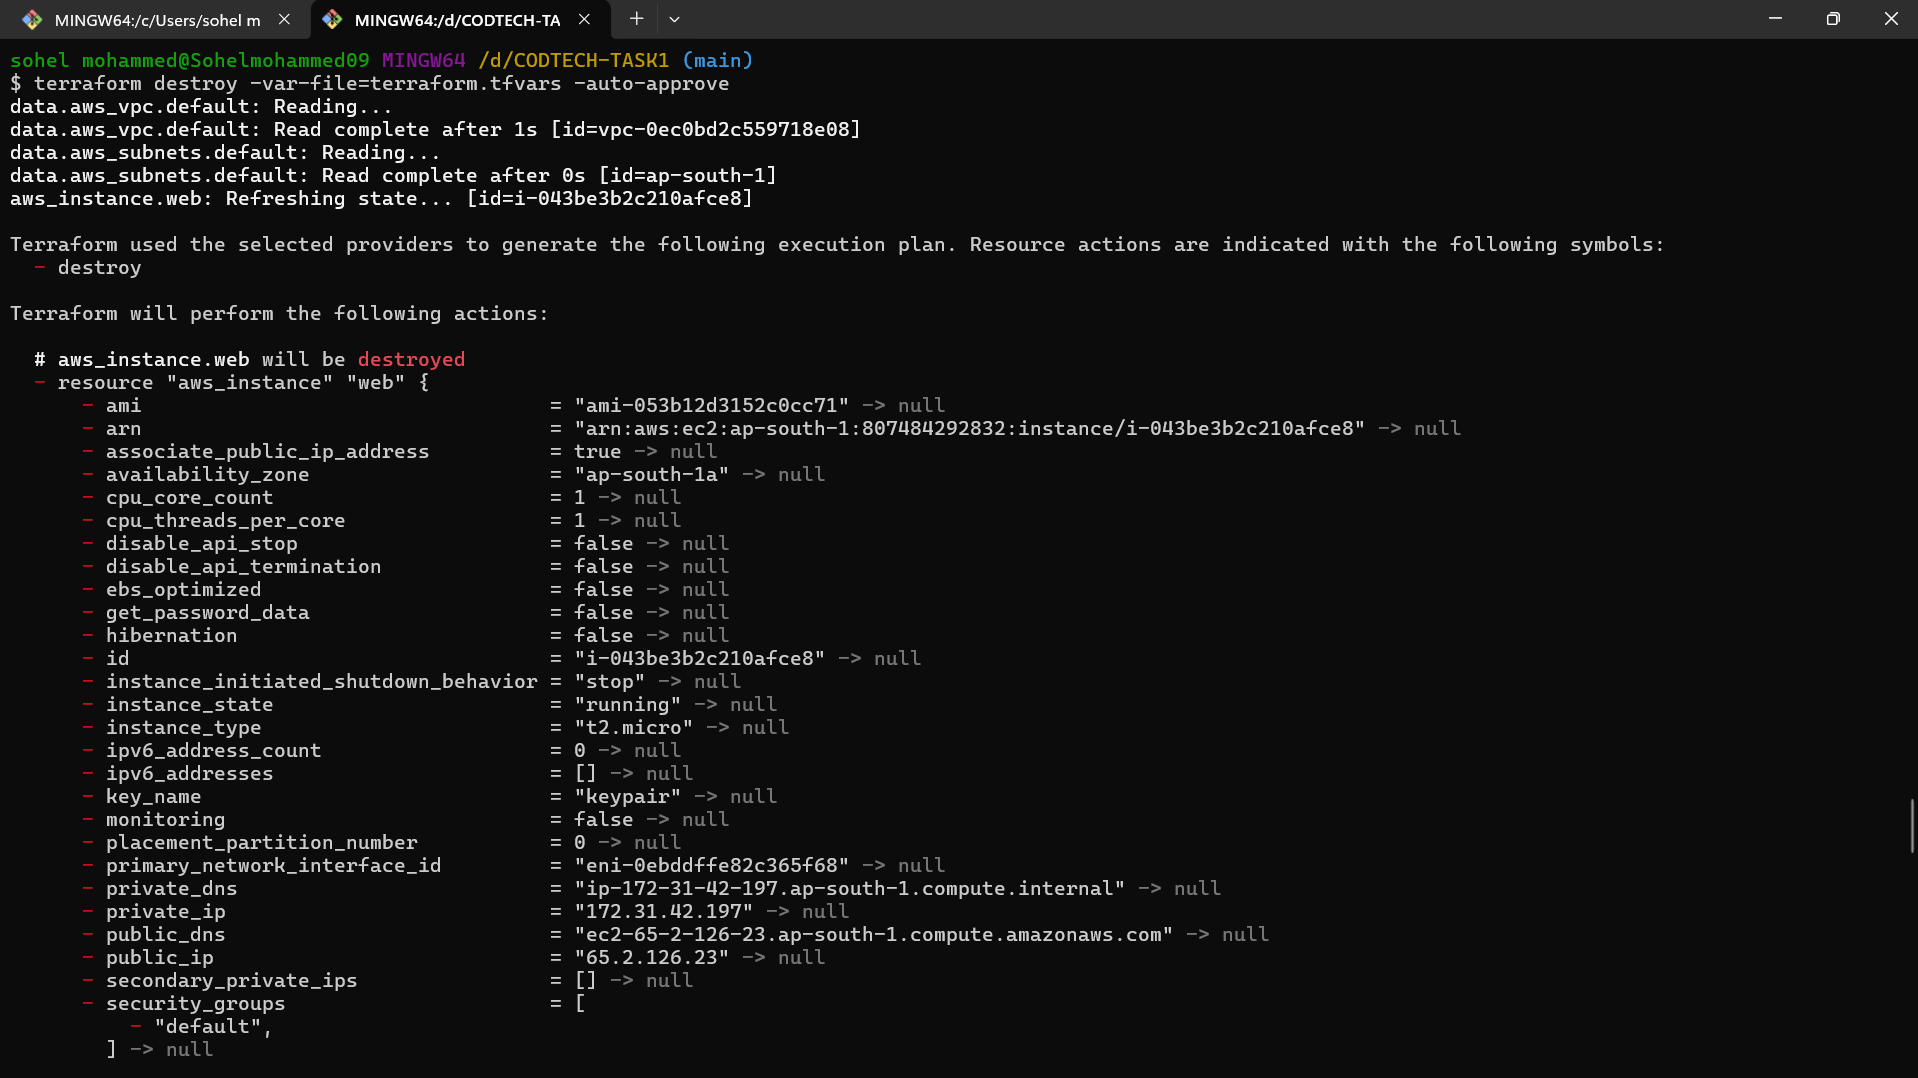 MINGW64:/c/Users/sohel m
MINGW64:/d/CODTECH-TA
sohel mohammed@Sohelmohammed09 MINGW64 /d/CODTECH-TASK1 (main)
$ terraform destroy -var-file=terraform.tfvars -auto-approve
data.aws_vpc.default: Reading...
data.aws_vpc.default: Read complete after 1s [id=vpc-0ec0bd2c559718e08]
data.aws_subnets.default: Reading...
data.aws_subnets.default: Read complete after 0s [id=ap-south-1]
aws_instance.web: Refreshing state... [id=i-043be3b2c210afce8]
Terraform used the selected providers to generate the following execution plan. Resource actions are indicated with the following symbols:
- destroy
Terraform will perform the following actions:
# aws_instance.web will be destroyed
- resource "aws_instance" "web" {
- ami = "ami-053b12d3152c0cc71" -> null
- arn = "arn:aws:ec2:ap-south-1:807484292832:instance/i-043be3b2c210afce8" -> null
- associate_public_ip_address = true -> null
- availability_zone = "ap-south-1a" -> null
- cpu_core_count = 1 -> null
- cpu_threads_per_core = 1 -> null
- disable_api_stop = false -> null
- disable_api_termination = false -> null
- ebs_optimized = false -> null
- get_password_data = false -> null
- hibernation = false -> null
- id = "i-043be3b2c210afce8" -> null
- instance_initiated_shutdown_behavior = "stop" -> null
- instance_state = "running" -> null
- instance_type = "t2.micro" -> null
- ipv6_address_count = 0 -> null
- ipv6_addresses = [] -> null
- key_name = "keypair" -> null
- monitoring = false -> null
- placement_partition_number = 0 -> null
- primary_network_interface_id = "eni-0ebddffe82c365f68" -> null
- private_dns = "ip-172-31-42-197.ap-south-1.compute.internal" -> null
- private_ip = "172.31.42.197" -> null
- public_dns = "ec2-65-2-126-23.ap-south-1.compute.amazonaws.com" -> null
- public_ip = "65.2.126.23" -> null
- secondary_private_ips = [] -> null
- security_groups = [
- "default",
] -> null